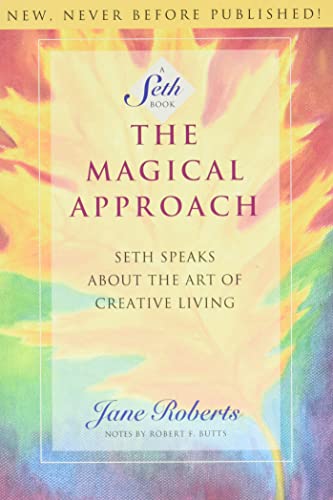 NEW, NEVER BEFORE PUBLISHED!
A
Seth
BOOK
THE
MAGICAL
APPROACH
SETH SPEAKS
ABOUT THE ART OF
CREATIVE LIVING
Jane Roberts
NOTES BY ROBERT F. BUTTS